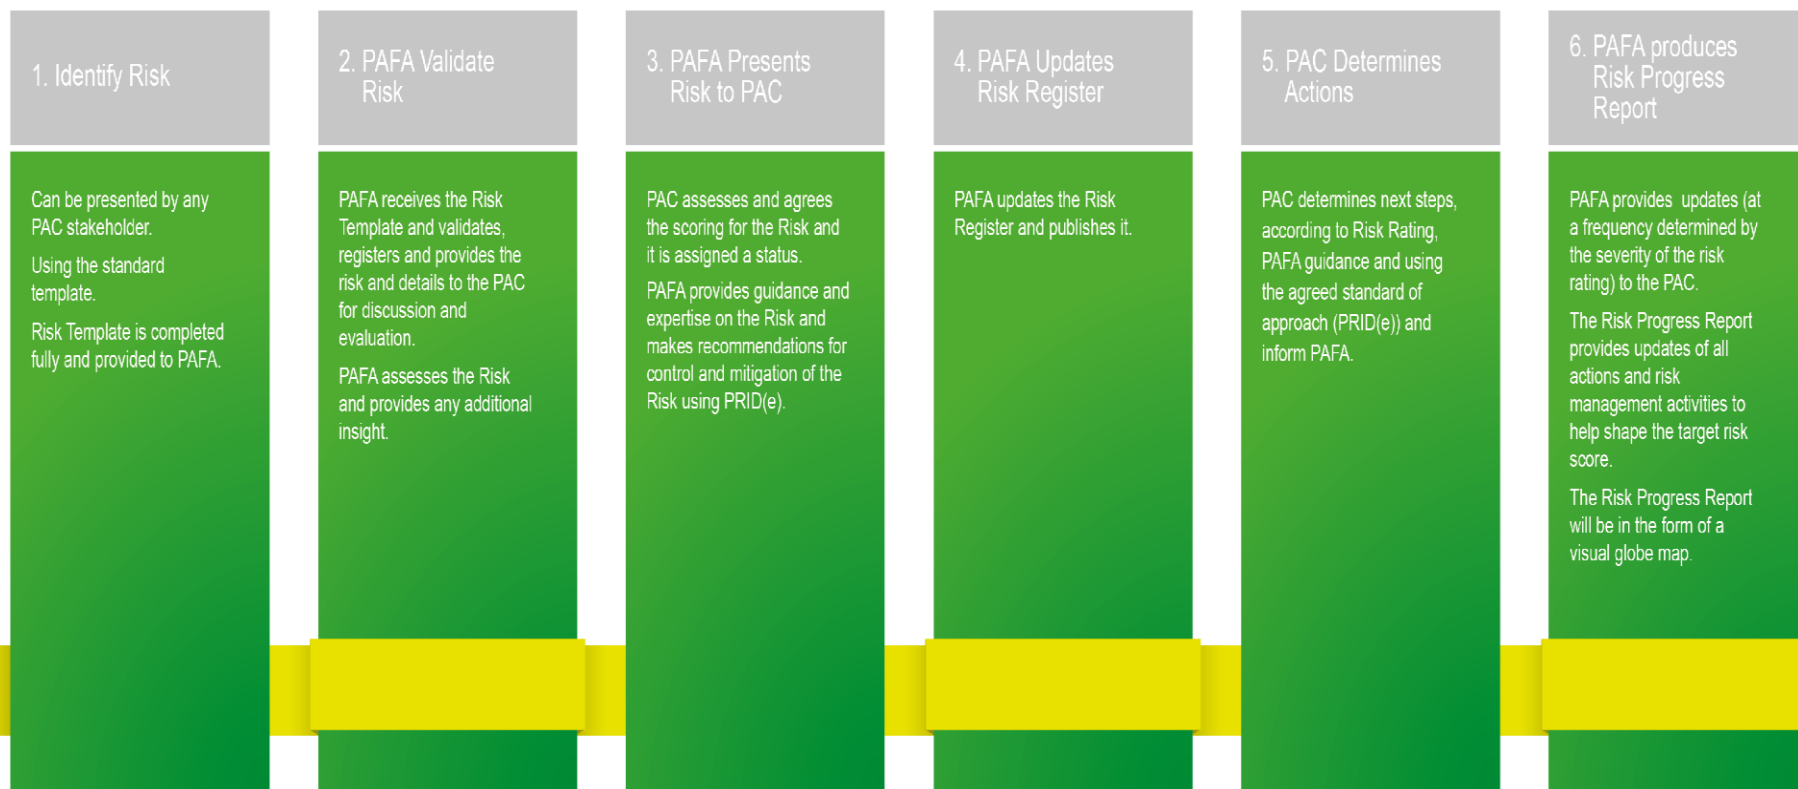 1. Identify Risk
Can be presented by any
PAC stakeholder.
Using the standard
template.
Risk Template is completed
fully and provided to PAFA.
2. PAFA Validate
Risk
PAFA receives the Risk
Template and validates,
registers and provides the
risk and details to the PAC
for discussion and
evaluation.
PAFA assesses the Risk
and provides any additional
insight.
3. PAFA Presents
Risk to PAC
PAC assesses and agrees
the scoring for the Risk and
it is assigned a status.
PAFA provides guidance and
expertise on the Risk and
makes recommendations for
control and mitigation of the
Risk using PRID(e).
4. PAFA Updates
Risk Register
PAFA updates the Risk
Register and publishes it.
5. PAC Determines
Actions
PAC determines next steps,
according to Risk Rating,
PAFA guidance and using
the agreed standard of
approach (PRID(e)) and
inform PAFA.
6. PAFA produces
Risk Progress
Report
PAFA provides updates (at
a frequency determined by
the severity of the risk
rating) to the PAC.
The Risk Progress Report
provides updates of all
actions and risk
management activities to
help shape the target risk
score.
The Risk Progress Report
will be in the form of a
visual globe map.